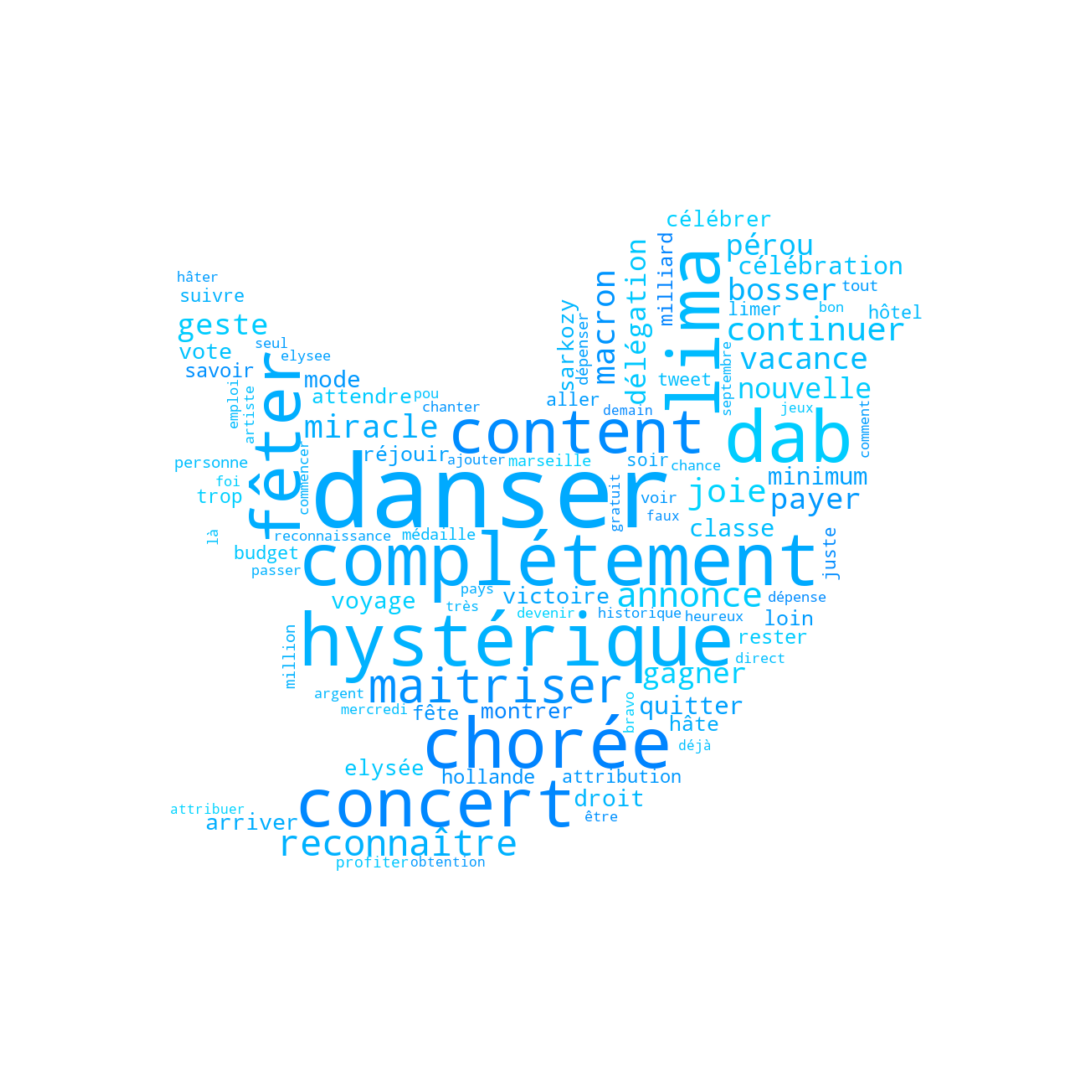 célébrer
pérou
célébration
milliard
délégation
lima
macron
bosser
tout
hâter
suivre
limer
bon
hôtel
geste
sarkozy
dépenser
continuer
seul
vote
elysee
savoir
fêter
mode
vacance
septembre
tweet
nouvelle
emploi
artiste
attendre
pou
aller
chanter
demain
jeux
comment
miracle
content
dab
réjouir
ajouter
marseille
soir
chance
personne
commencer
foi
trop
danser
gratuit
voir
joie
minimum
payer
faux
là
reconnaissance
médaille
classe
juste
budget
complétement
passer
voyage
pays
victoire
annonce
dépense
très
devenir
historique
heureux
loin
hystérique
rester
million
direct
argent
maitriser
gagner
mercredi
fête
montrer
bravo
quitter
hâte
chorée
déjà
elysée
hollande
attribution
attribuer
concert
droit
arriver
être
reconnaître
profiter
obtention